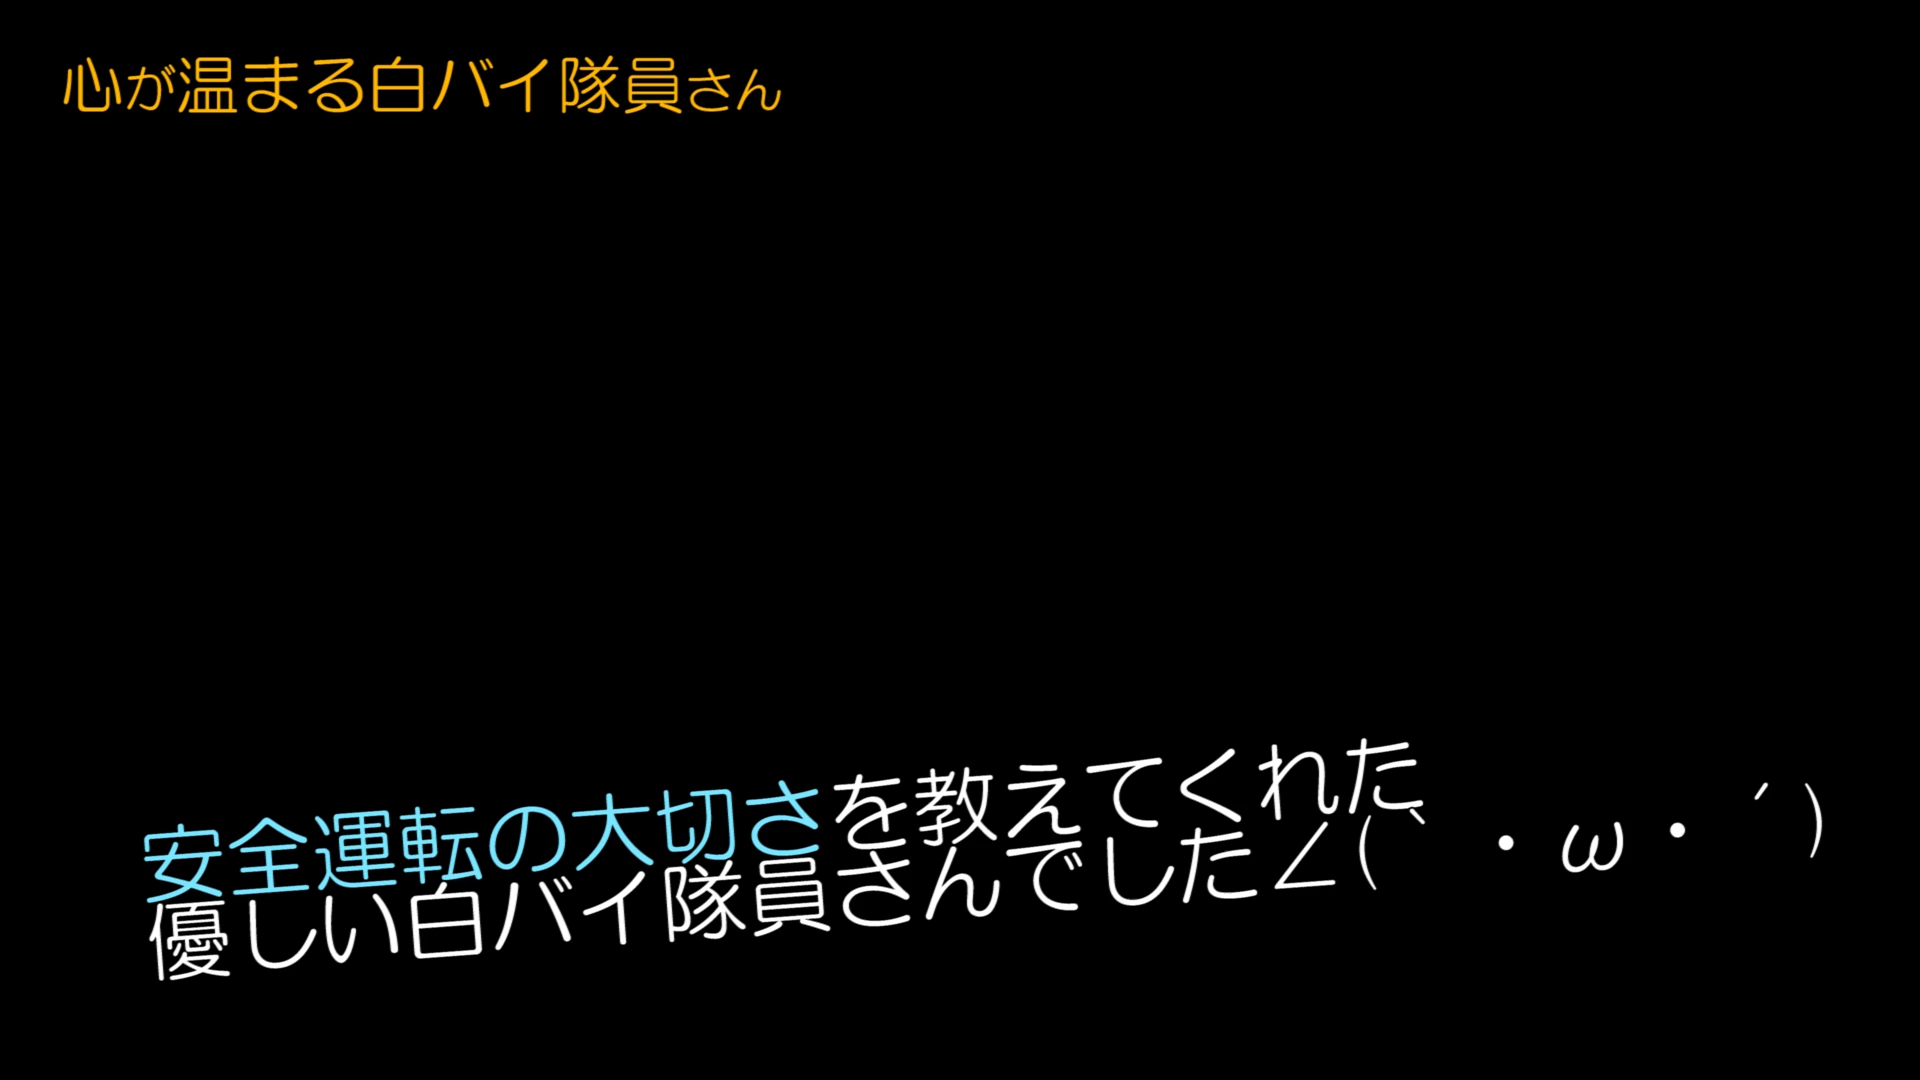 心が温まる白バイ隊員さん
安全運転の大切さを教えてくれた
優しい白バイ隊員さんでした∠(｀・ω・´)